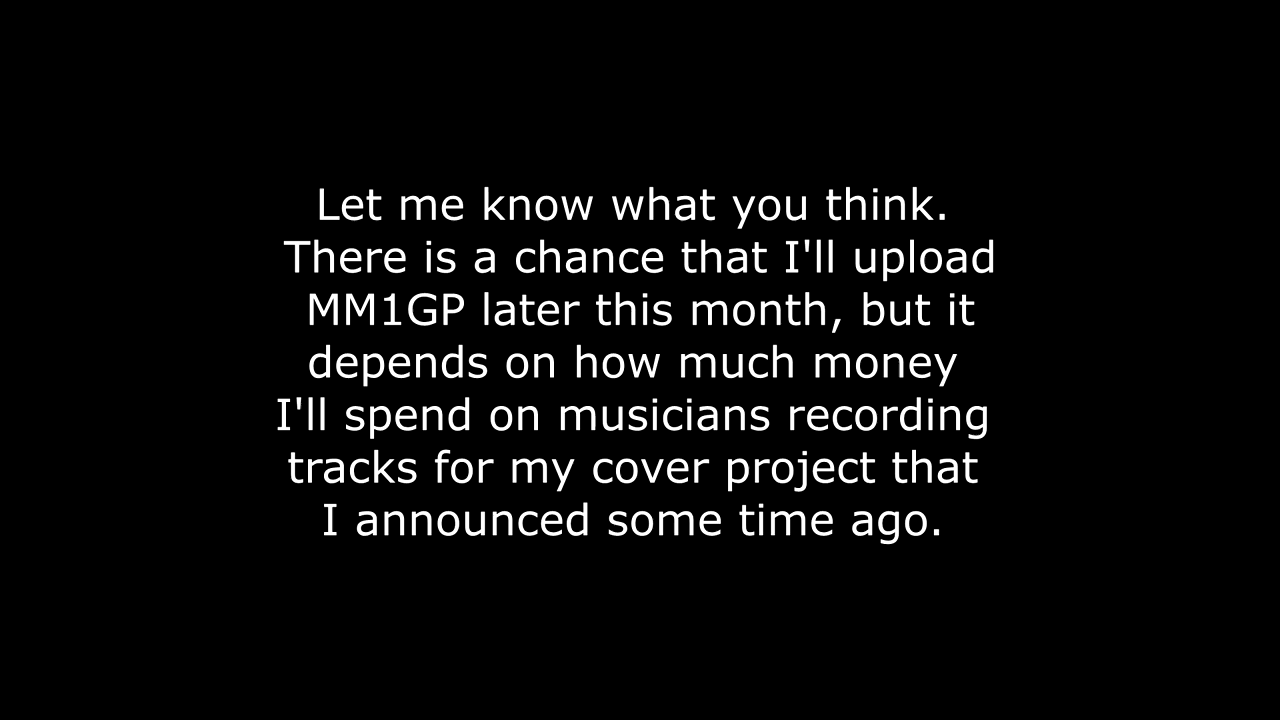 Let me know what you think.
There is a chance that I'll upload
MM1GP later this month, but it
depends on how much money
I'll spend on musicians recording
tracks for my cover project that
I announced some time ago.